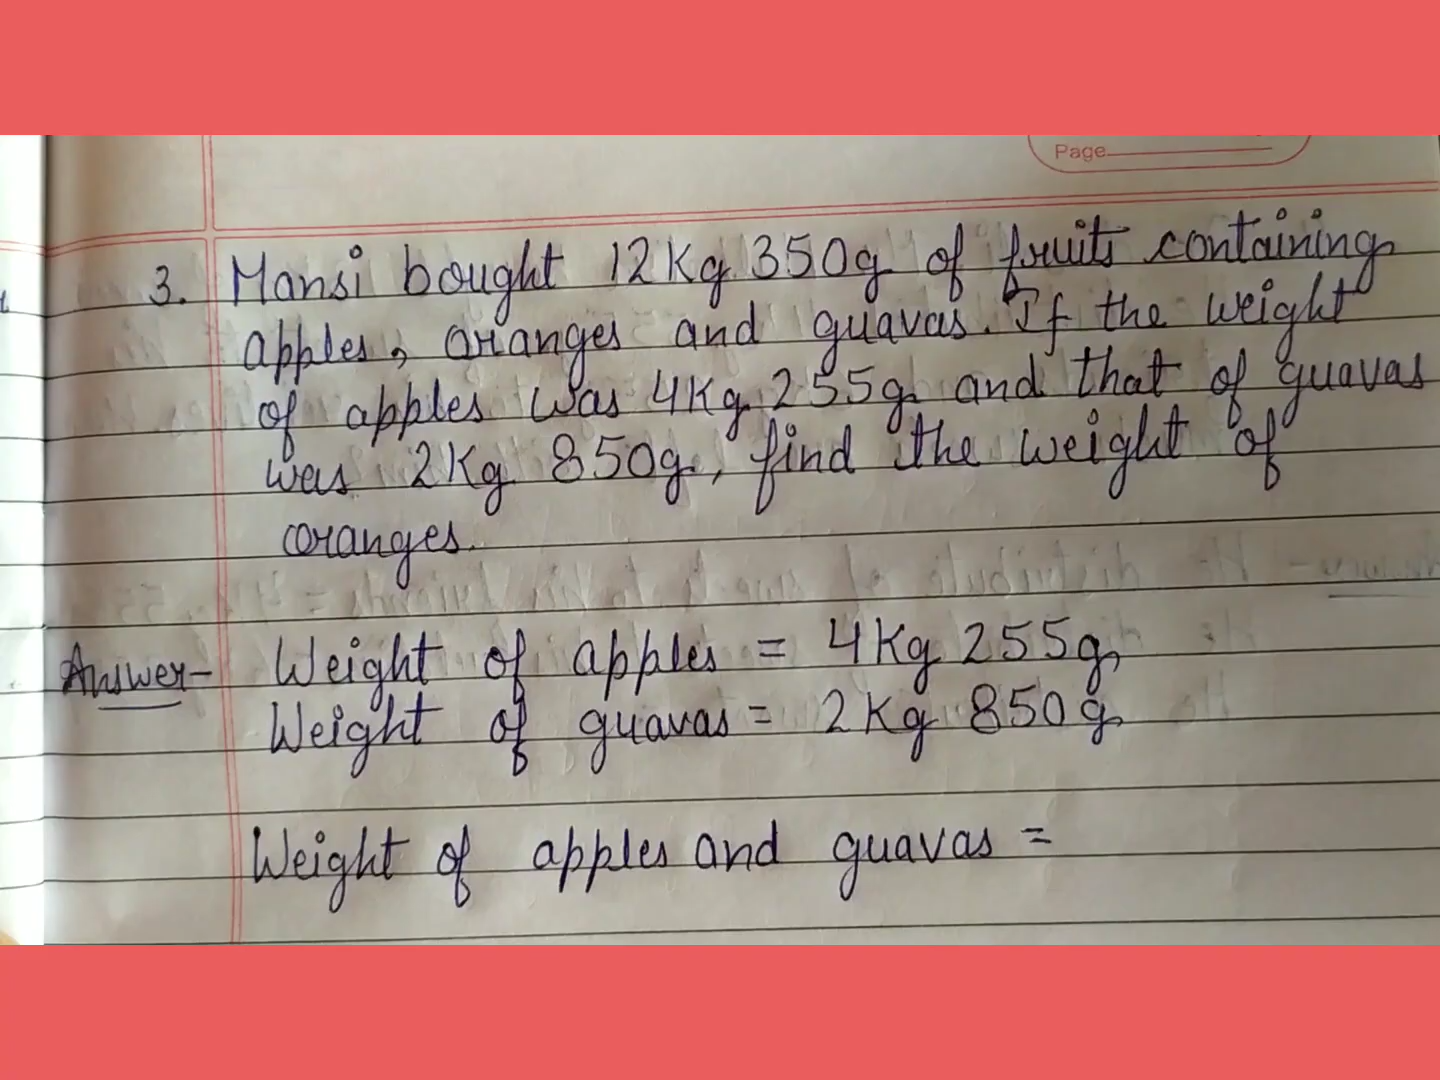 Page
3. Mansi bought 12Kg 350g of fruits containing
apples, oranges and guavas. If the weight
of apples was 4Kg 255g and that of guavas
was 2Kg 850g, find the weight of
oranges.
Answer- Weight of apples = 4Kg 255g
Weight of guavas = 2Kg 850g
Weight of apples and guavas =